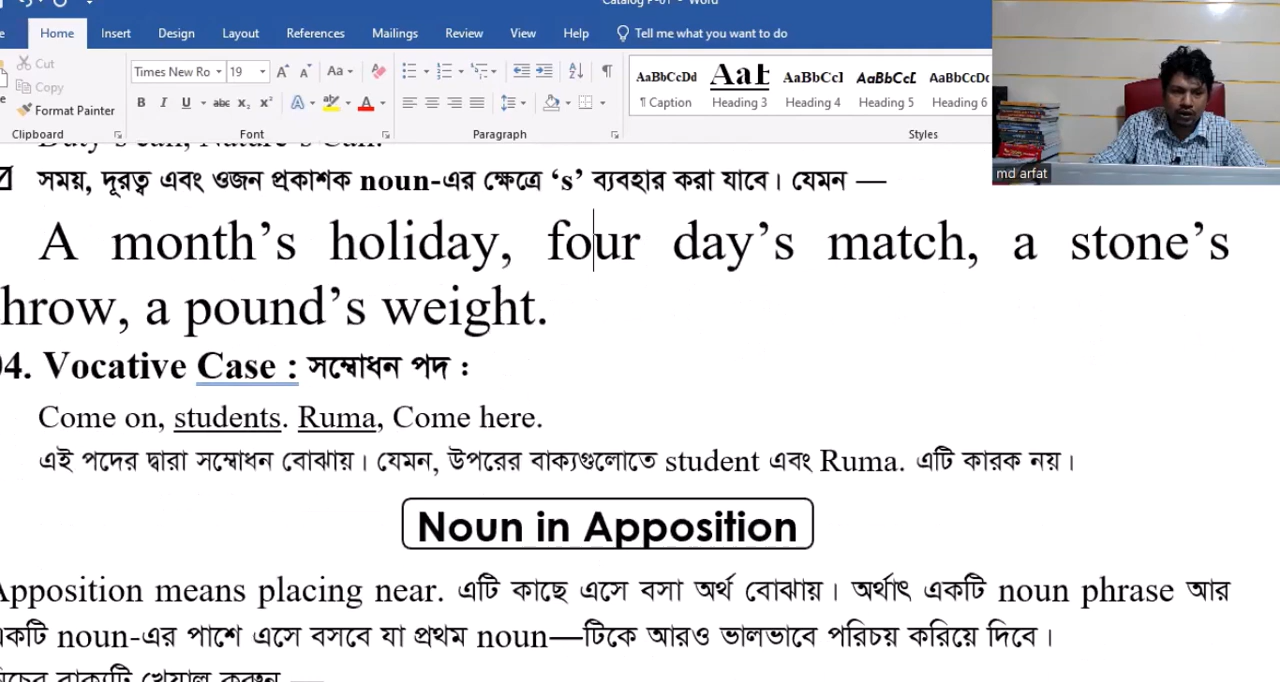 Catalog P-01 - Word
Home Insert Design Layout References Mailings Review View Help Tell me what you want to do
Cut
Copy
Format Painter
Clipboard
Times New Ro 19
Font
Paragraph
AaBbCcDd
¶ Caption
Heading 3
AaBbCcI
Heading 4
Heading 5
AaBbCcDc
Heading 6
Styles
md arfat
সময়, দূরত্ব এবং ওজন প্রকাশক noun-এর ক্ষেত্রে ‘s’ ব্যবহার করা যাবে। যেমন —
A month’s holiday, four day’s match, a stone’s
hrow, a pound’s weight.
04. Vocative Case : সম্বোধন পদ :
Come on, students. Ruma, Come here.
এই পদের দ্বারা সম্বোধন বোঝায়। যেমন, উপরের বাক্যগুলোতে student এবং Ruma. এটি কারক নয়।
Noun in Apposition
Apposition means placing near. এটি কাছে এসে বসা অর্থ বোঝায়। অর্থাৎ একটি noun phrase আর
একটি noun-এর পাশে এসে বসবে যা প্রথম noun—টিকে আরও ভালভাবে পরিচয় করিয়ে দিবে।